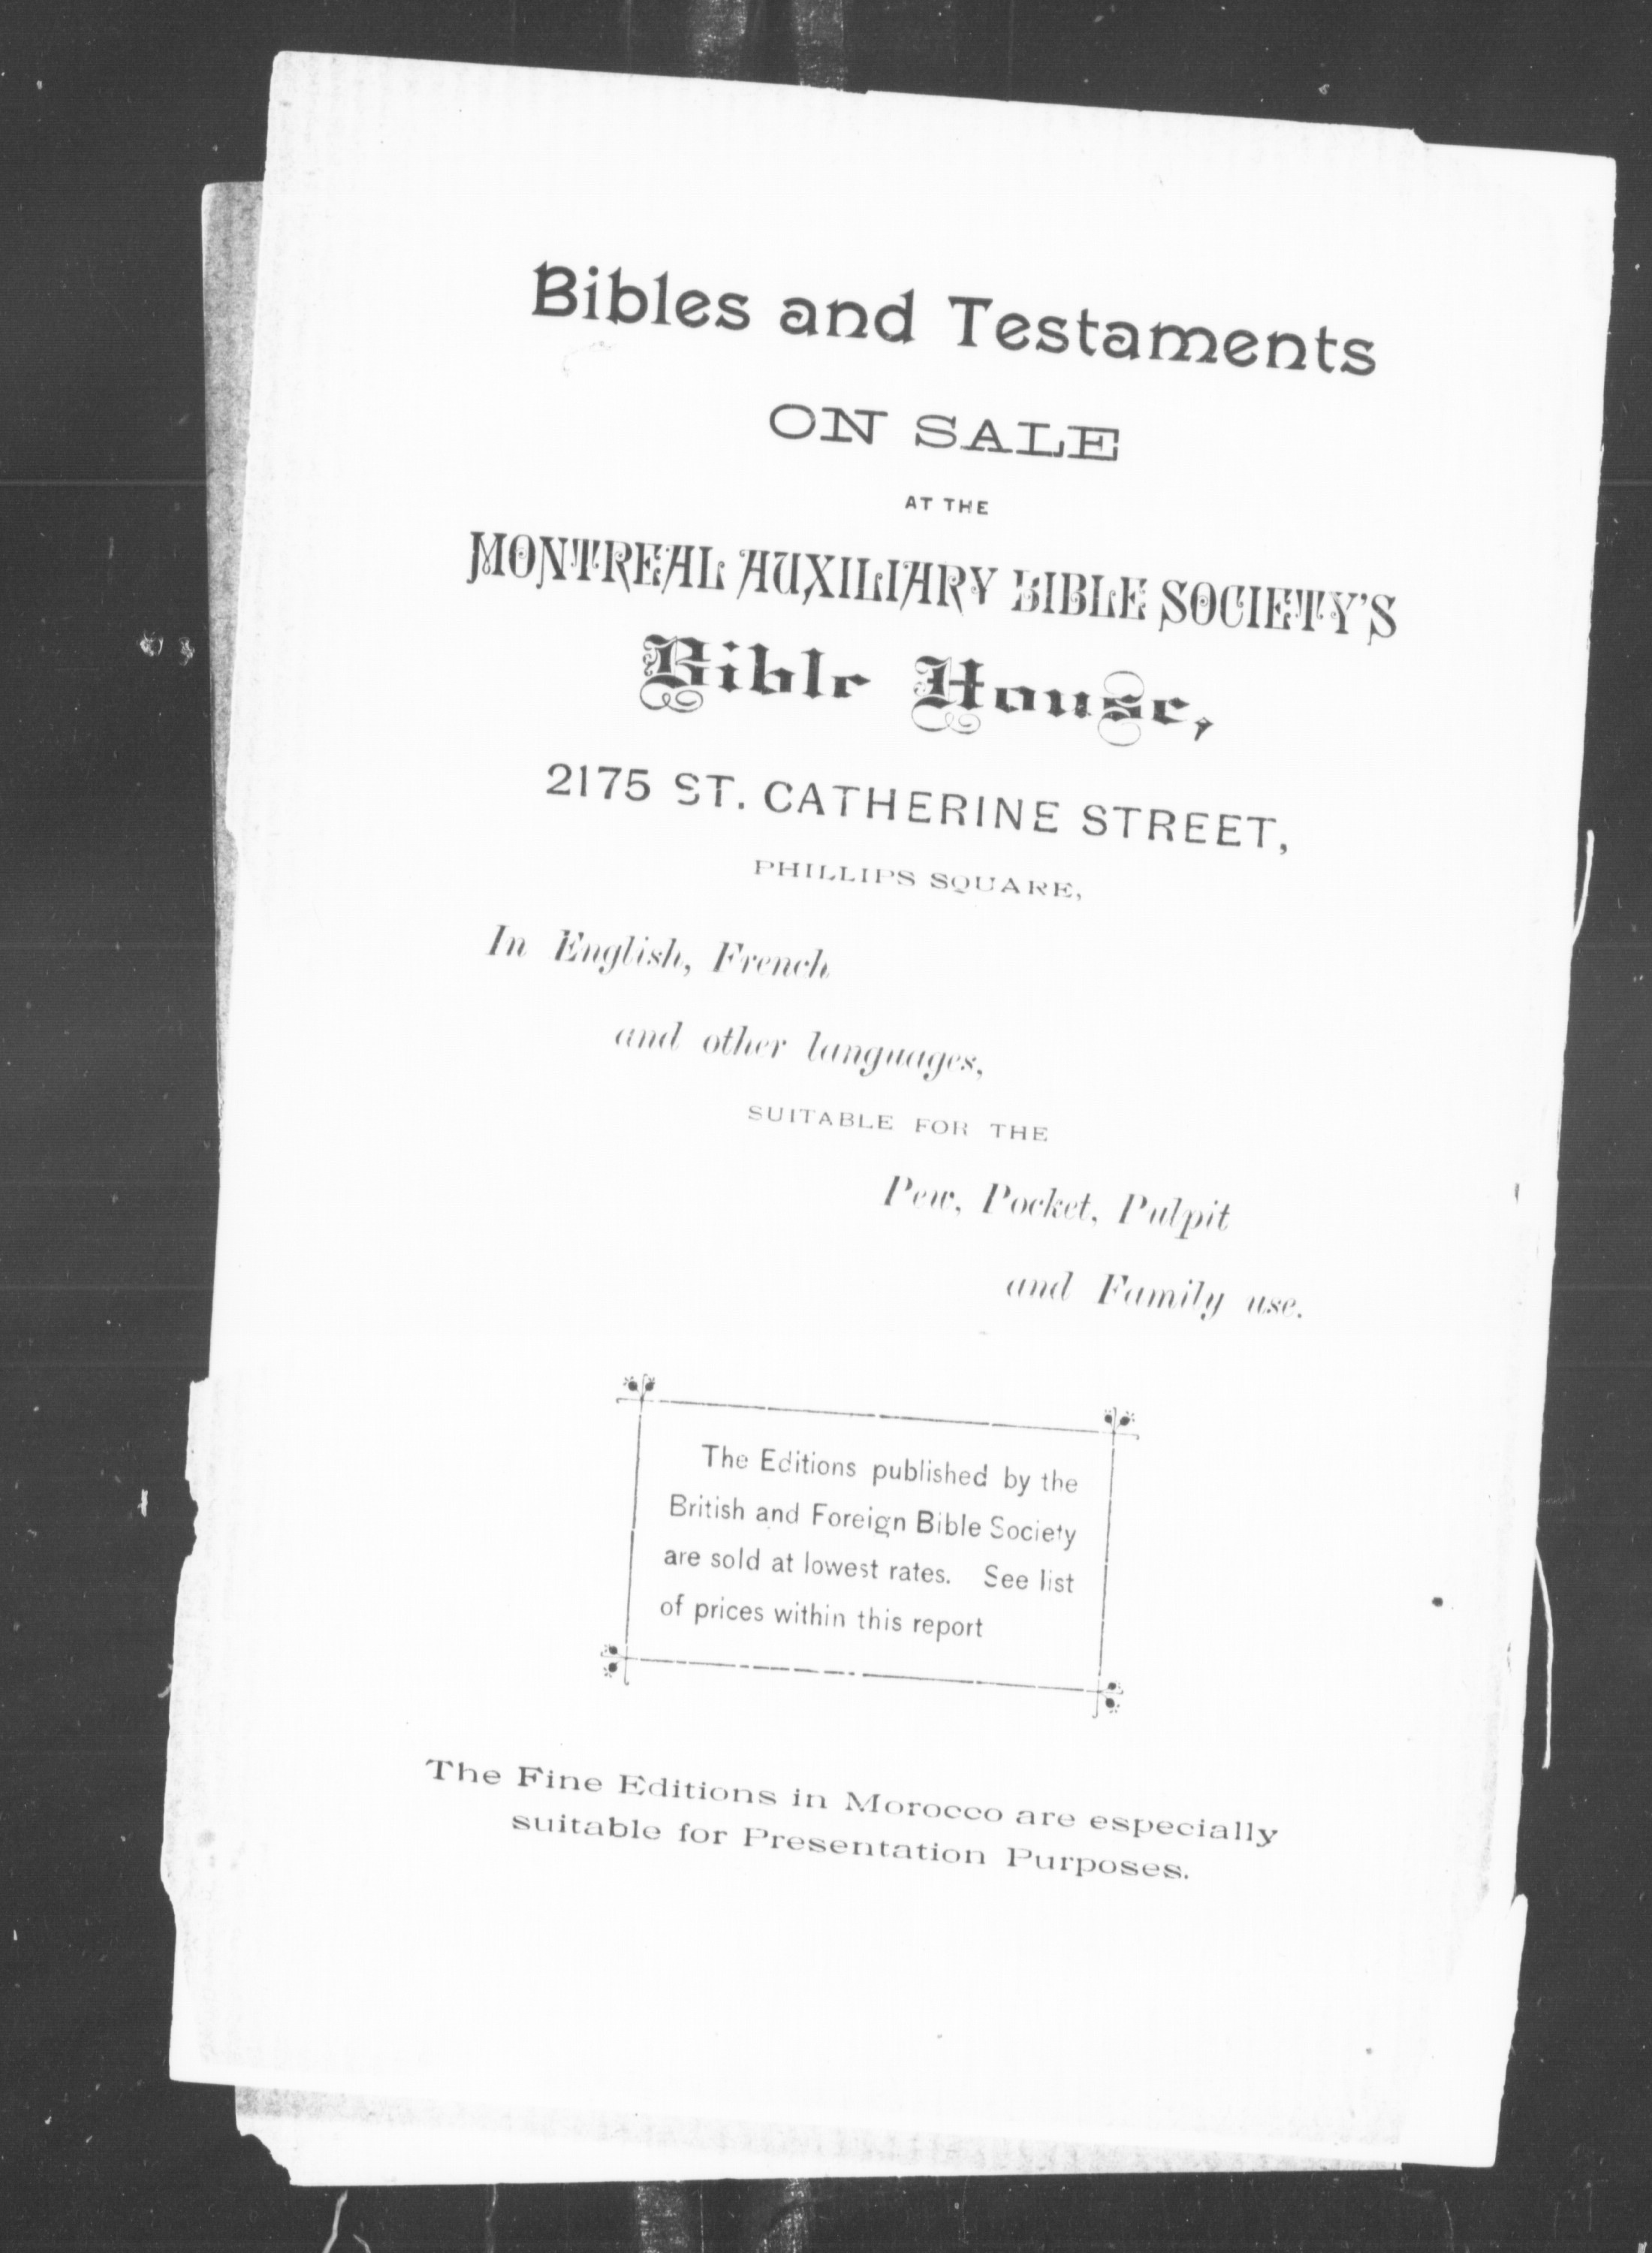 Bibles and Testaments
ON SALE
AT THE
MONTREAL AUXILIARY BIBLE SOCIETY'S
Bible House,
2175 ST. CATHERINE STREET,
PHILLIPS SQUARE,
In English, French
and other languages,
SUITABLE FOR THE
Pew, Pocket, Pulpit
and Family use.
The Editions published by the
British and Foreign Bible Society
are sold at lowest rates. See list
of prices within this report
The Fine Editions in Morocco are especially
suitable for Presentation Purposes.